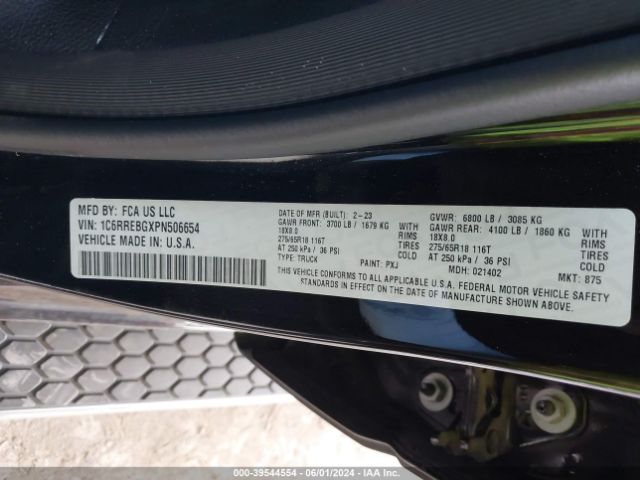 MFD BY: FCA US LLC
VIN: 1C6RREBGXPN506654
VEHICLE MADE IN U.S.A.
DATE OF MFR (BUILT): 2-23 GVWR: 6800 LB / 3085 KG
GAWR FRONT: 3700 LB / 1679 KG WITH GAWR REAR: 4100 LB / 1860 KG WITH
18X8.0 RIMS 18X8.0 RIMS
275/65R18 116T TIRES 275/65R18 116T TIRES
AT 250 kPa / 36 PSI COLD AT 250 kPa / 36 PSI COLD
TYPE: TRUCK PAINT: PXJ MDH: 021402 MKT: 875
THIS VEHICLE CONFORMS TO ALL APPLICABLE U.S.A. FEDERAL MOTOR VEHICLE SAFETY
STANDARDS IN EFFECT ON THE DATE OF MANUFACTURE SHOWN ABOVE.
000-39544554 - 06/01/2024 - IAA Inc.